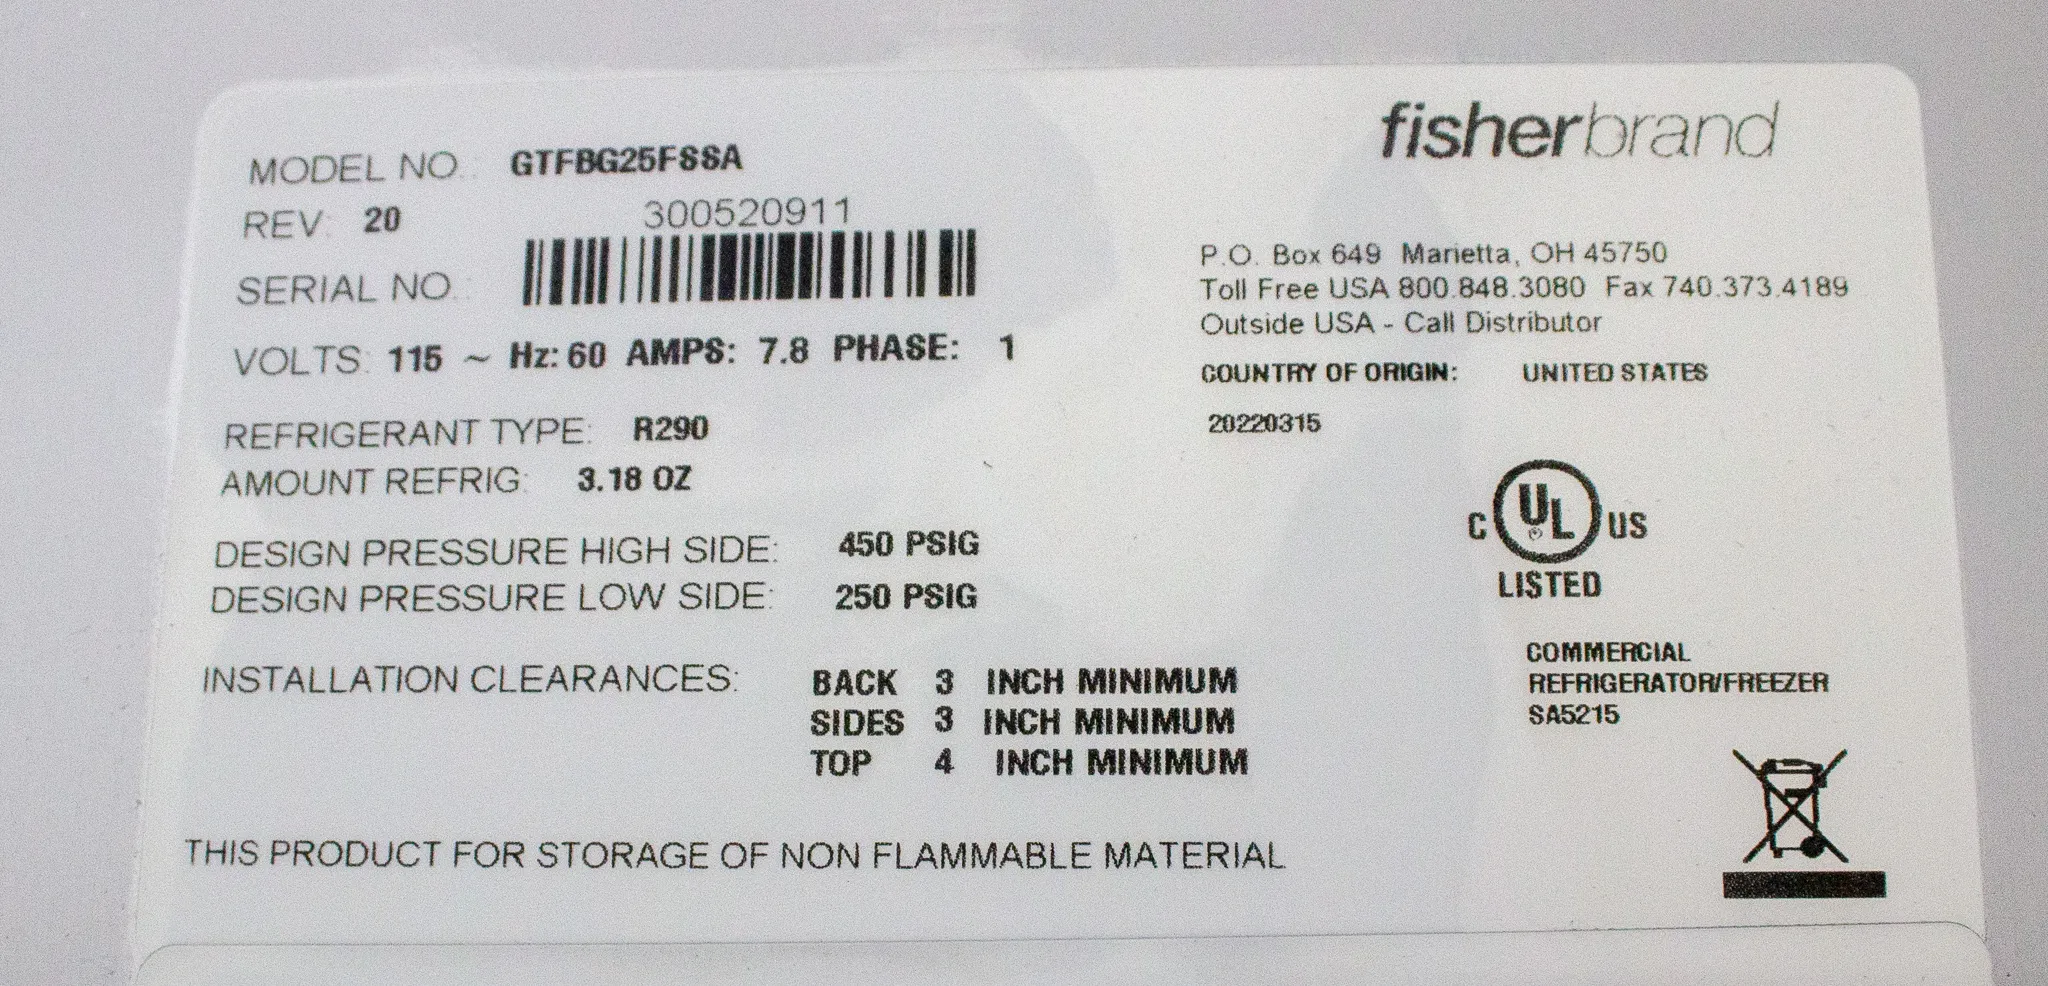 fisherbrand
MODEL NO.: GTFBG25FSSA
REV: 20
300520911
SERIAL NO.:
VOLTS: 115 ~ Hz: 60 AMPS: 7.8 PHASE: 1
REFRIGERANT TYPE: R290
AMOUNT REFRIG: 3.18 OZ
DESIGN PRESSURE HIGH SIDE: 450 PSIG
DESIGN PRESSURE LOW SIDE: 250 PSIG
INSTALLATION CLEARANCES: BACK 3 INCH MINIMUM
SIDES 3 INCH MINIMUM
TOP 4 INCH MINIMUM
THIS PRODUCT FOR STORAGE OF NON FLAMMABLE MATERIAL
P.O. Box 649 Marietta, OH 45750
Toll Free USA 800.848.3080 Fax 740.373.4189
Outside USA - Call Distributor
COUNTRY OF ORIGIN: UNITED STATES
20220315
C UL US
LISTED
COMMERCIAL
REFRIGERATOR/FREEZER
SA5215